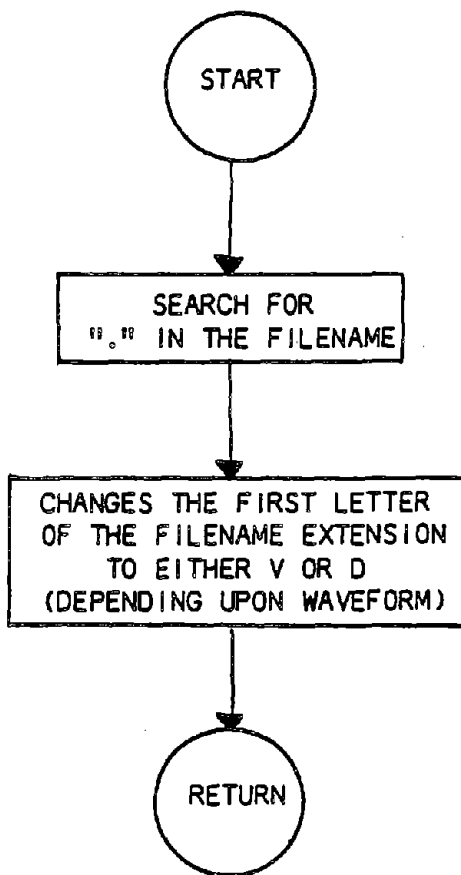 START
SEARCH FOR
"." IN THE FILENAME
CHANGES THE FIRST LETTER
OF THE FILENAME EXTENSION
TO EITHER V OR D
(DEPENDING UPON WAVEFORM)
RETURN